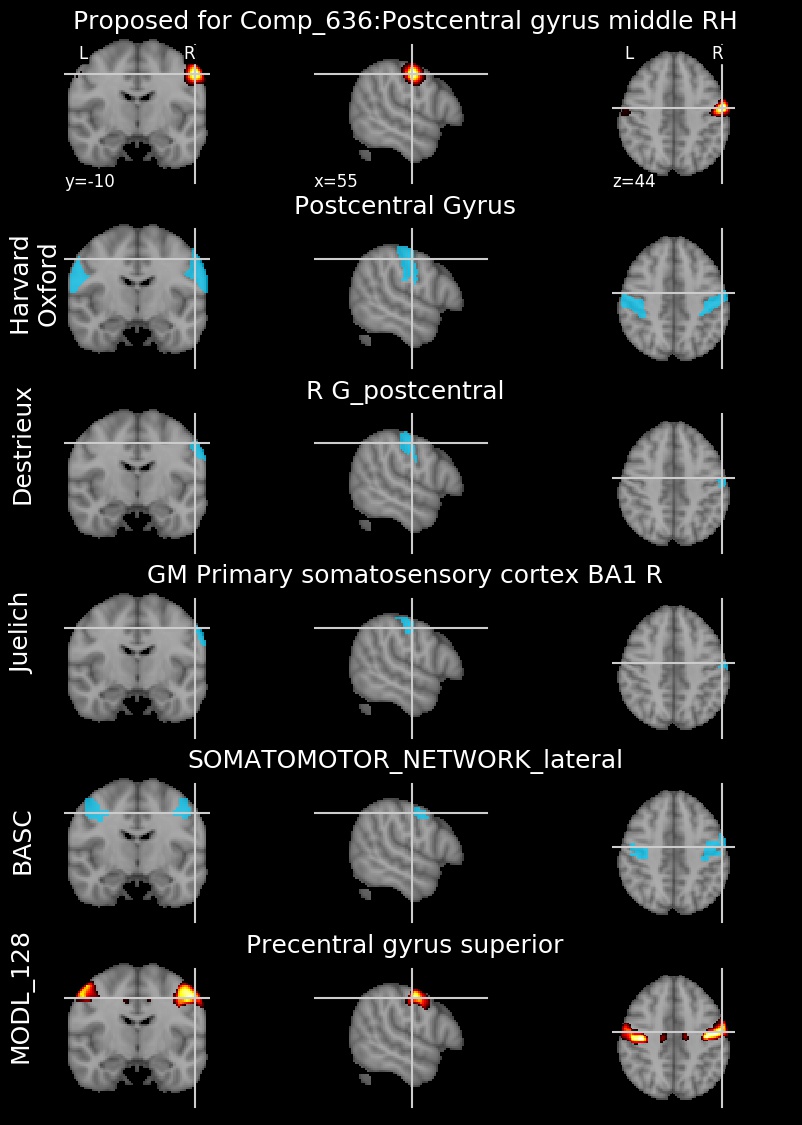 Proposed for Comp_636:Postcentral gyrus middle RH
L R L R
y=-10 x=55 z=44
Postcentral Gyrus
Harvard
Oxford
R G_postcentral
Destrieux
GM Primary somatosensory cortex BA1 R
Juelich
SOMATOMOTOR_NETWORK_lateral
BASC
Precentral gyrus superior
MODL_128